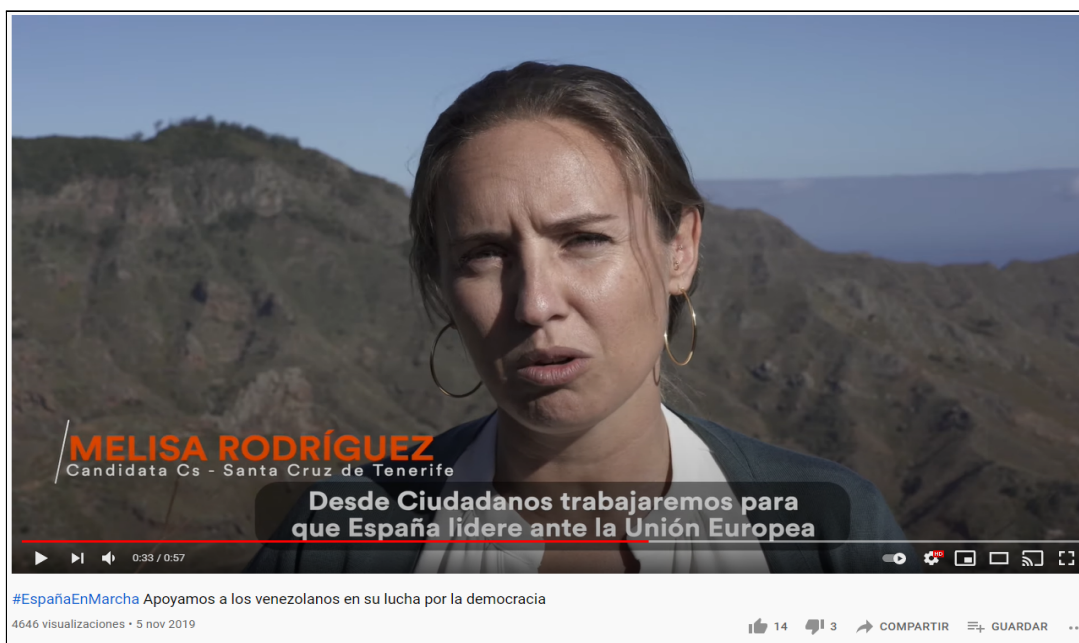 MELISA RODRÍGUEZ
Candidata Cs - Santa Cruz de Tenerife
Desde Ciudadanos trabajaremos para
que España lidere ante la Unión Europea
0:33 / 0:57
HD
#EspañaEnMarcha Apoyamos a los venezolanos en su lucha por la democracia
4646 visualizaciones • 5 nov 2019
14 3 COMPARTIR GUARDAR